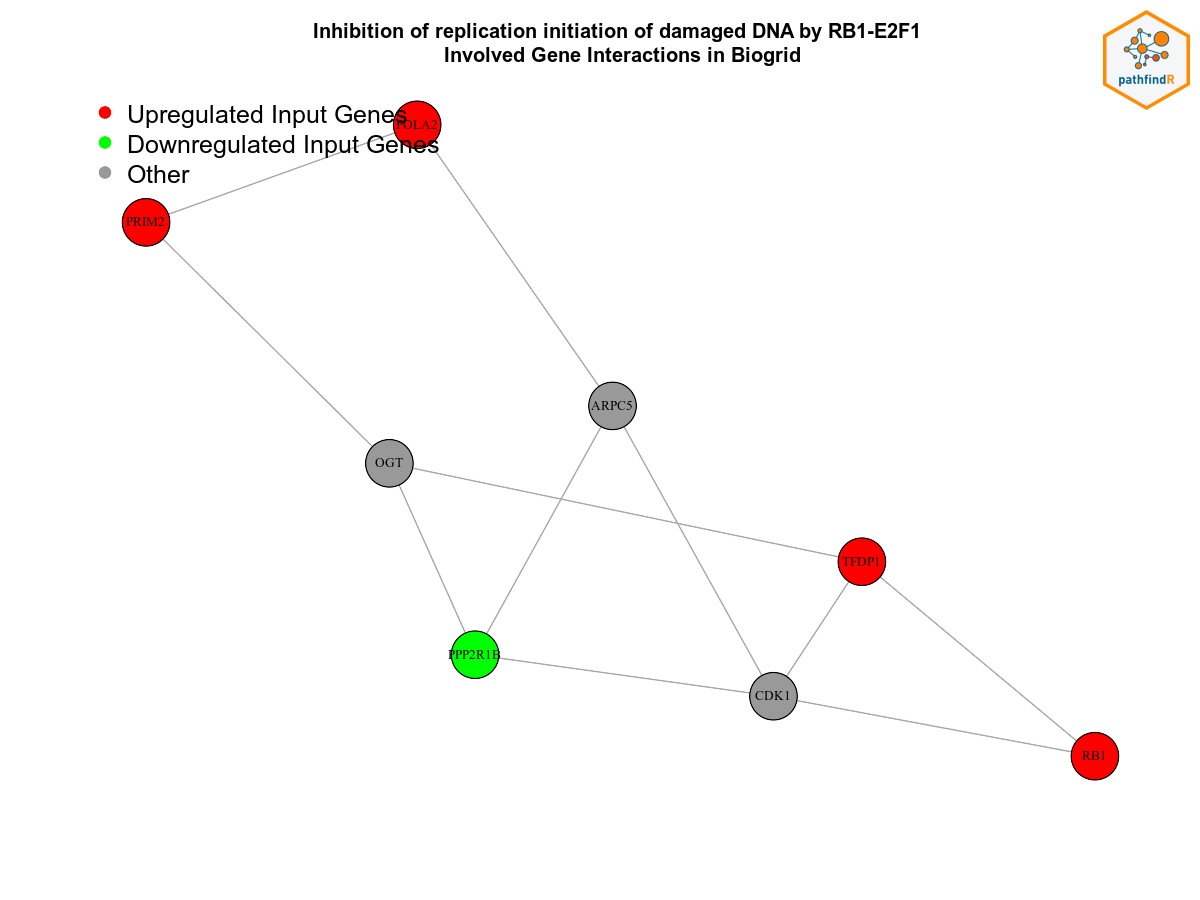 Inhibition of replication initiation of damaged DNA by RB1-E2F1
Involved Gene Interactions in Biogrid
pathfindR
Upregulated Input Genes
Downregulated Input Genes
Other
POLA2
PRIM2
ARPC5
OGT
TFDP1
PPP2R1B
CDK1
RB1